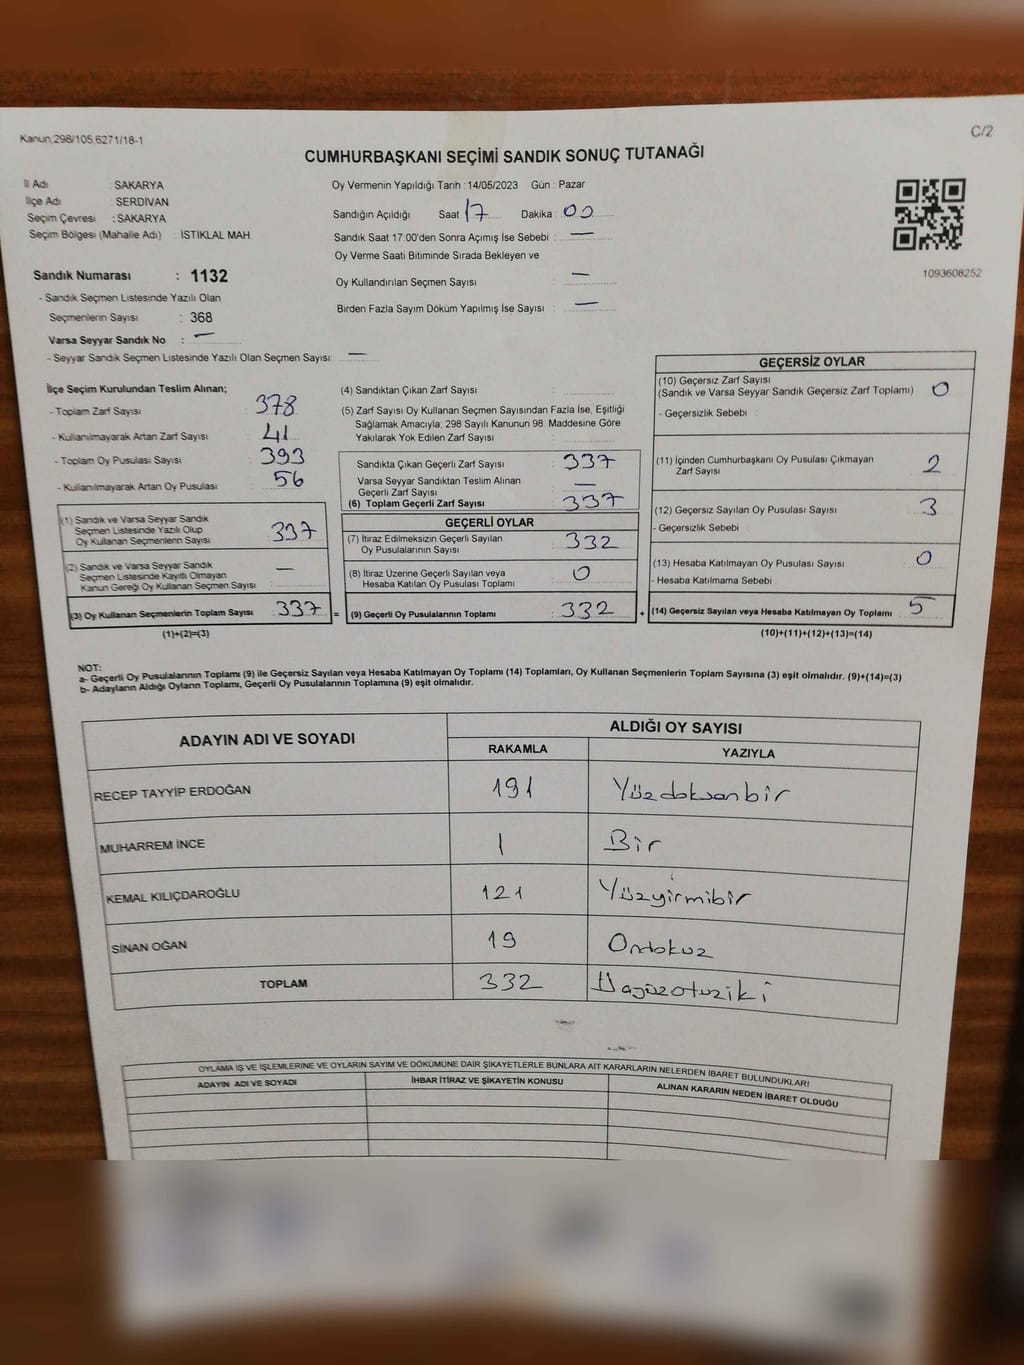 Kanun.298/105,6271/18-1
C/2
CUMHURBAŞKANI SEÇİMİ SANDIK SONUÇ TUTANAĞI
İl Adı SAKARYA
İlçe Adı : SERDİVAN
Seçim Çevresi : SAKARYA
Seçim Bölgesi (Mahalle Adı) : İSTİKLAL MAH.
Oy Vermenin Yapıldığı Tarih :14/05/2023 Gün : Pazar
Sandığın Açıldığı Saat 17 Dakika : 00
Sandık Saat 17:00'den Sonra Açımış İse Sebebi : —
Oy Verme Saati Bitiminde Sırada Bekleyen ve
Oy Kullandırılan Seçmen Sayısı : —
Birden Fazla Sayım Döküm Yapılmış İse Sayısı : —
1093608252
Sandık Numarası : 1132
- Sandık Seçmen Listesinde Yazılı Olan
Seçmenlerin Sayısı : 368
Varsa Seyyar Sandık No : —
- Seyyar Sandık Seçmen Listesinde Yazılı Olan Seçmen Sayısı: —
İlçe Seçim Kurulundan Teslim Alınan;
- Toplam Zarf Sayısı 378
- Kullanılmayarak Artan Zarf Sayısı 41
- Toplam Oy Pusulası Sayısı 393
- Kullanılmayarak Artan Oy Pusulası 56
(1) Sandık ve Varsa Seyyar Sandık
Seçmen Listesinde Yazılı Olup
Oy Kullanan Seçmenlerin Sayısı : 337
(2) Sandık ve Varsa Seyyar Sandık
Seçmen Listesinde Kayıtlı Olmayan
Kanun Gereği Oy Kullanan Seçmen Sayısı : —
(3) Oy Kullanan Seçmenlerin Toplam Sayısı : 337 =
(1)+(2)=(3)
(4) Sandıktan Çıkan Zarf Sayısı :
(5) Zarf Sayısı Oy Kullanan Seçmen Sayısından Fazla İse, Eşitliği
Sağlamak Amacıyla; 298 Sayılı Kanunun 98. Maddesine Göre
Yakılarak Yok Edilen Zarf Sayısı :
Sandıkta Çıkan Geçerli Zarf Sayısı : 337
Varsa Seyyar Sandıktan Teslim Alınan
Geçerli Zarf Sayısı : —
(6) Toplam Geçerli Zarf Sayısı : 337
GEÇERLİ OYLAR
(7) İtiraz Edilmeksizin Geçerli Sayılan
Oy Pusulalarının Sayısı : 332
(8) İtiraz Üzerine Geçerli Sayılan veya
Hesaba Katılan Oy Pusulası Toplamı : 0
(9) Geçerli Oy Pusulalarının Toplamı : 332 +
GEÇERSİZ OYLAR
(10) Geçersiz Zarf Sayısı
(Sandık ve Varsa Seyyar Sandık Geçersiz Zarf Toplamı) : 0
- Geçersizlik Sebebi :
(11) İçinden Cumhurbaşkanı Oy Pusulası Çıkmayan
Zarf Sayısı : 2
(12) Geçersiz Sayılan Oy Pusulası Sayısı : 3
- Geçersizlik Sebebi :
(13) Hesaba Katılmayan Oy Pusulası Sayısı : 0
- Hesaba Katılmama Sebebi :
(14) Geçersiz Sayılan veya Hesaba Katılmayan Oy Toplamı : 5
(10)+(11)+(12)+(13)=(14)
NOT:
a- Geçerli Oy Pusulalarının Toplamı (9) ile Geçersiz Sayılan veya Hesaba Katılmayan Oy Toplamı (14) Toplamları, Oy Kullanan Seçmenlerin Toplam Sayısına (3) eşit olmalıdır. (9)+(14)=(3)
b- Adayların Aldığı Oyların Toplamı, Geçerli Oy Pusulalarının Toplamına (9) eşit olmalıdır.
ADAYIN ADI VE SOYADI ALDIĞI OY SAYISI
RAKAMLA YAZIYLA
RECEP TAYYİP ERDOĞAN 191 Yüzdoksanbir
MUHARREM İNCE 1 Bir
KEMAL KILIÇDAROĞLU 121 Yüzyirmibir
SİNAN OĞAN 19 Ondokuz
TOPLAM 332 Üçyüzotuziki
OYLAMA İŞ VE İŞLEMLERİNE VE OYLARIN SAYIM VE DÖKÜMÜNE DAİR ŞİKAYETLERLE BUNLARA AİT KARARLARIN NELERDEN İBARET BULUNDUKLARI
ADAYIN ADI VE SOYADI İHBAR İTİRAZ VE ŞİKAYETİN KONUSU ALINAN KARARIN NEDEN İBARET OLDUĞU